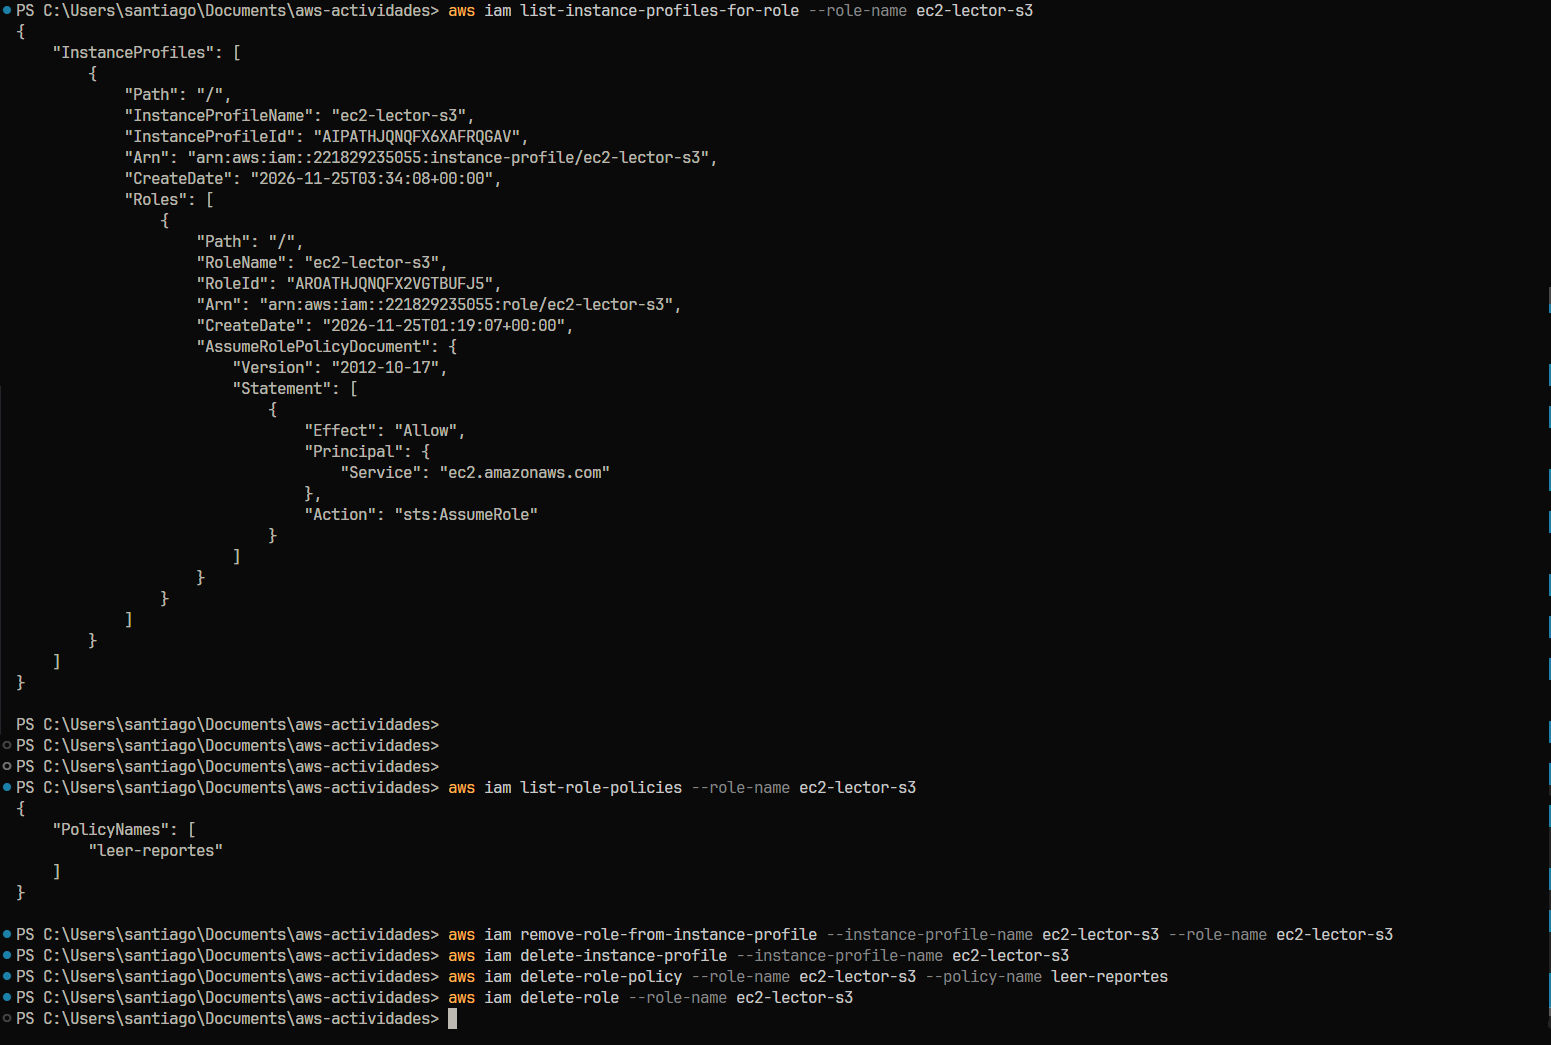 PS C:\Users\santiago\Documents\aws-actividades> aws iam list-instance-profiles-for-role --role-name ec2-lector-s3
{
    "InstanceProfiles": [
        {
            "Path": "/",
            "InstanceProfileName": "ec2-lector-s3",
            "InstanceProfileId": "AIPATHJQNQFX6XAFRQGAV",
            "Arn": "arn:aws:iam::221829235055:instance-profile/ec2-lector-s3",
            "CreateDate": "2026-11-25T03:34:08+00:00",
            "Roles": [
                {
                    "Path": "/",
                    "RoleName": "ec2-lector-s3",
                    "RoleId": "AROATHJQNQFX2VGTBUFJ5",
                    "Arn": "arn:aws:iam::221829235055:role/ec2-lector-s3",
                    "CreateDate": "2026-11-25T01:19:07+00:00",
                    "AssumeRolePolicyDocument": {
                        "Version": "2012-10-17",
                        "Statement": [
                            {
                                "Effect": "Allow",
                                "Principal": {
                                    "Service": "ec2.amazonaws.com"
                                },
                                "Action": "sts:AssumeRole"
                            }
                        ]
                    }
                }
            ]
        }
    ]
}
PS C:\Users\santiago\Documents\aws-actividades>
PS C:\Users\santiago\Documents\aws-actividades>
PS C:\Users\santiago\Documents\aws-actividades>
PS C:\Users\santiago\Documents\aws-actividades> aws iam list-role-policies --role-name ec2-lector-s3
{
    "PolicyNames": [
        "leer-reportes"
    ]
}
PS C:\Users\santiago\Documents\aws-actividades> aws iam remove-role-from-instance-profile --instance-profile-name ec2-lector-s3 --role-name ec2-lector-s3
PS C:\Users\santiago\Documents\aws-actividades> aws iam delete-instance-profile --instance-profile-name ec2-lector-s3
PS C:\Users\santiago\Documents\aws-actividades> aws iam delete-role-policy --role-name ec2-lector-s3 --policy-name leer-reportes
PS C:\Users\santiago\Documents\aws-actividades> aws iam delete-role --role-name ec2-lector-s3
PS C:\Users\santiago\Documents\aws-actividades>